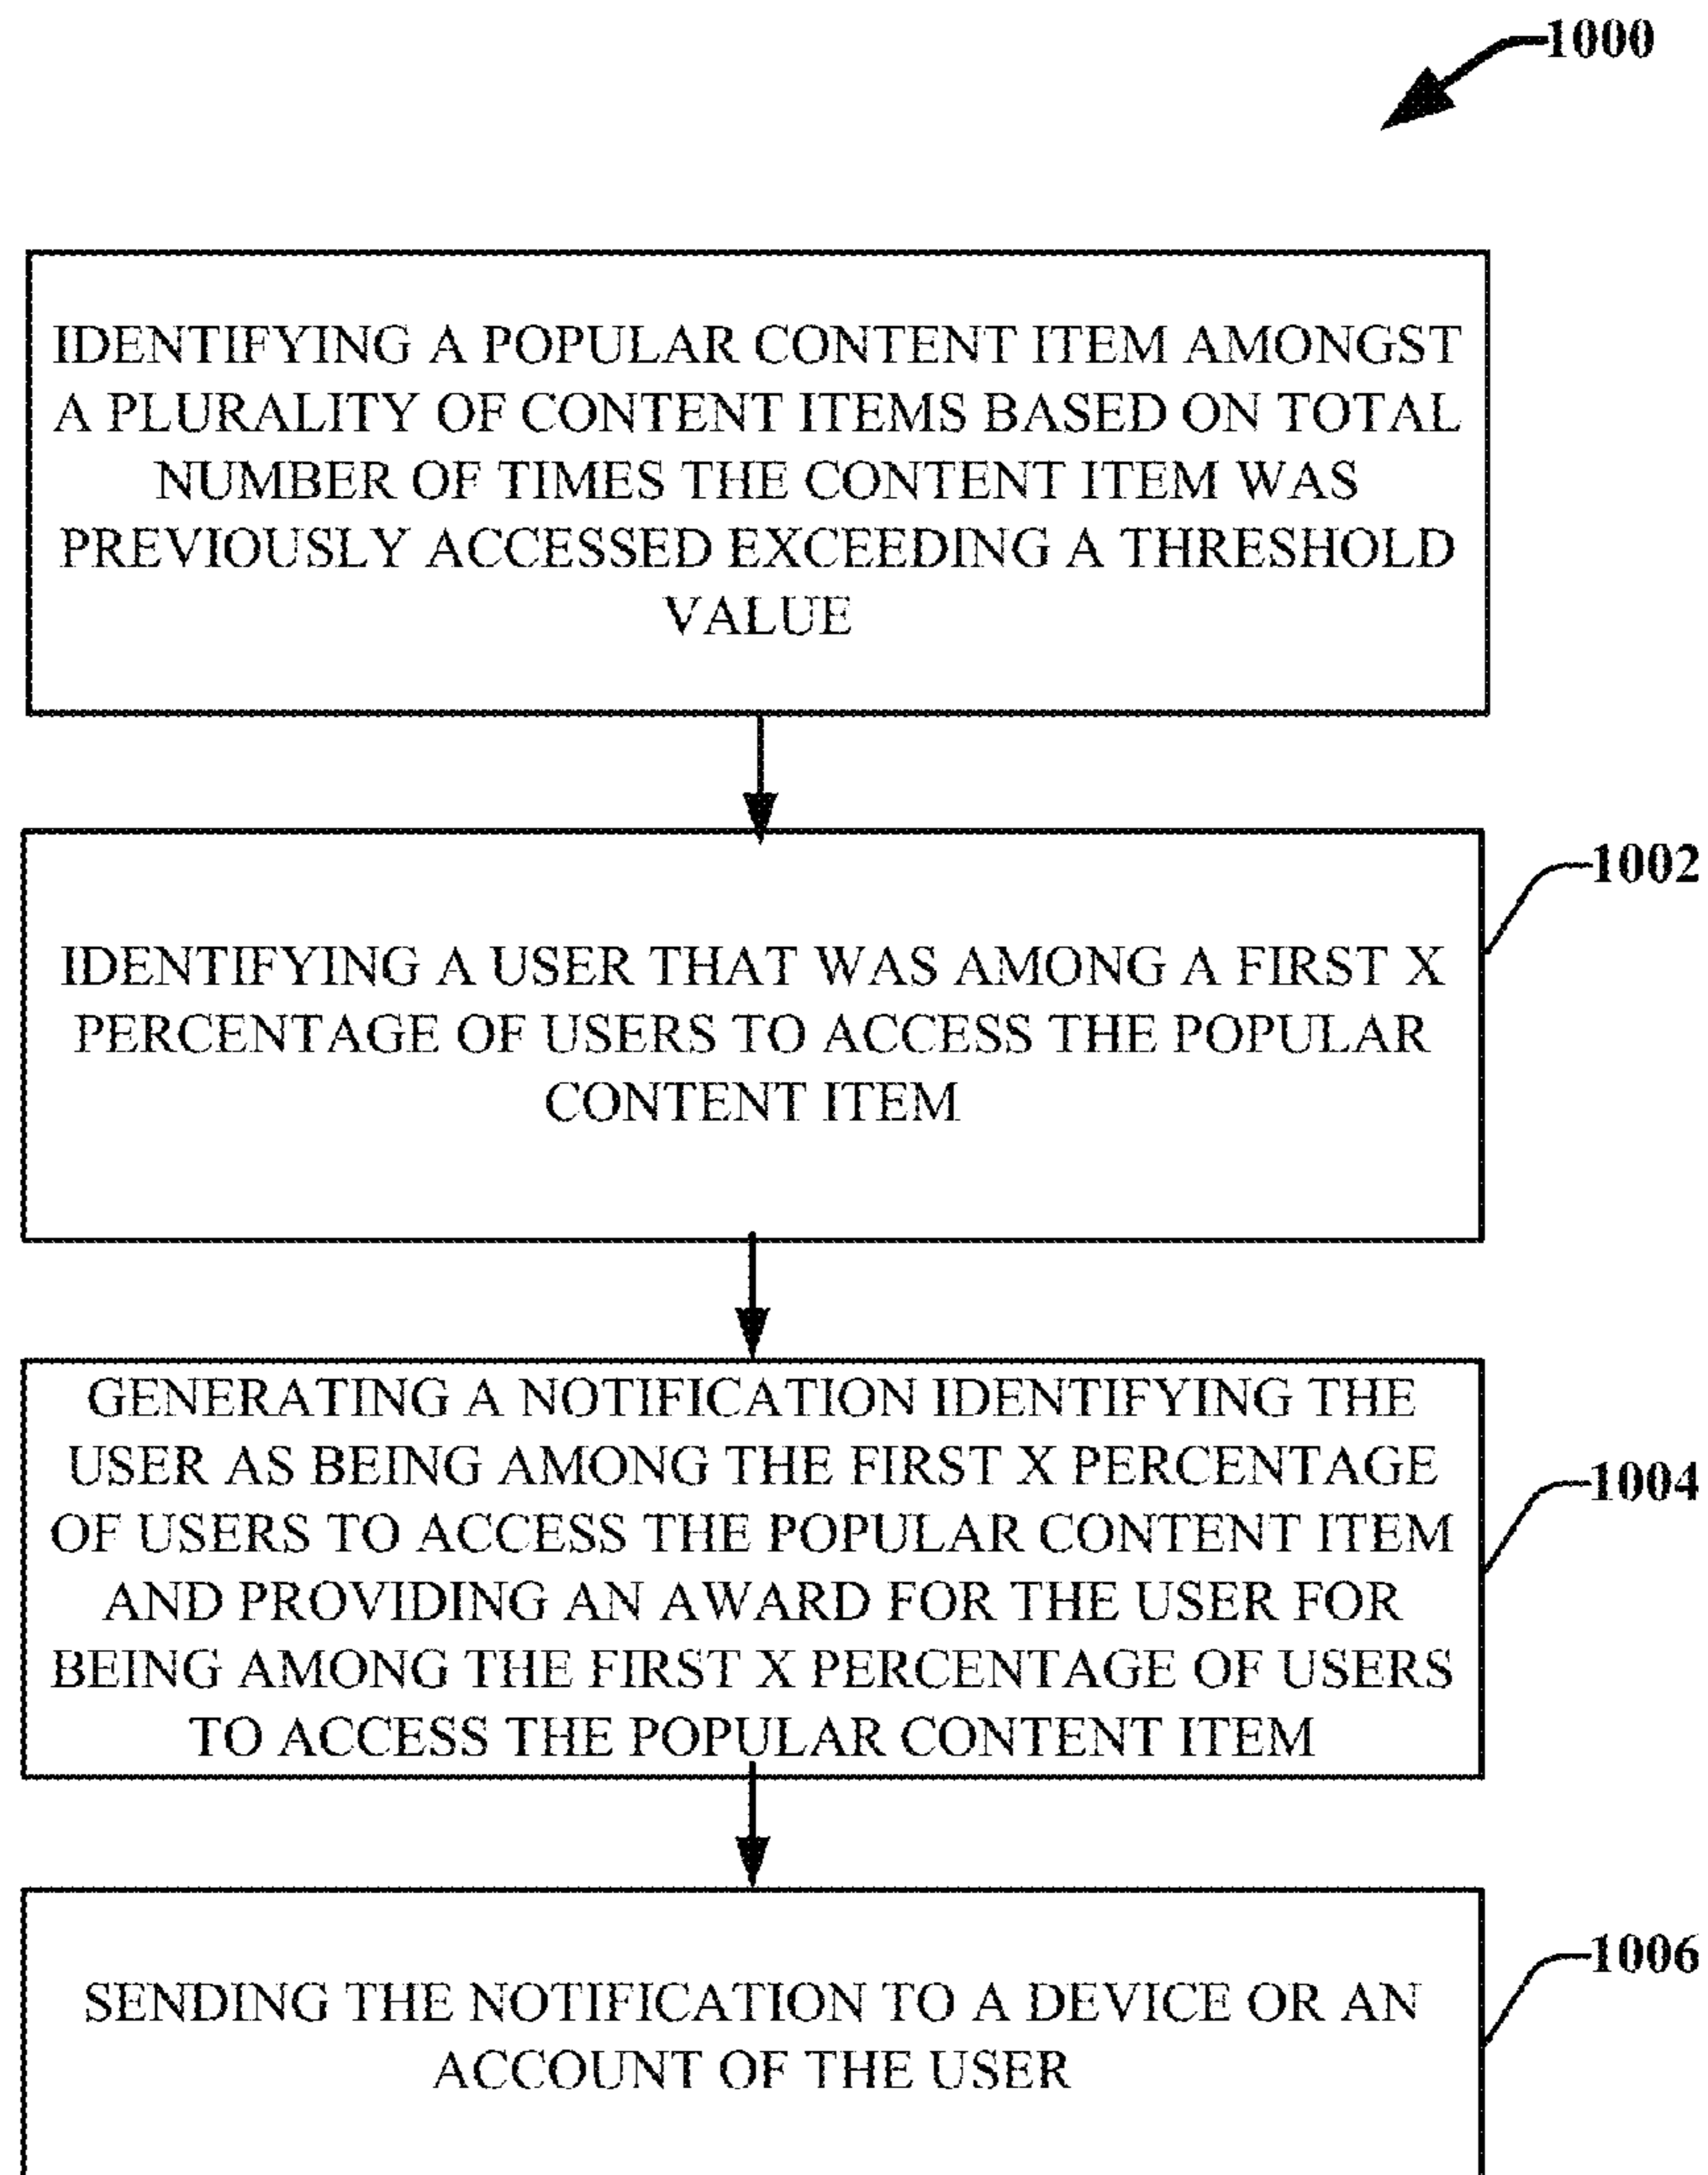 1000
IDENTIFYING A POPULAR CONTENT ITEM AMONGST
A PLURALITY OF CONTENT ITEMS BASED ON TOTAL
NUMBER OF TIMES THE CONTENT ITEM WAS
PREVIOUSLY ACCESSED EXCEEDING A THRESHOLD
VALUE
1002
IDENTIFYING A USER THAT WAS AMONG A FIRST X
PERCENTAGE OF USERS TO ACCESS THE POPULAR
CONTENT ITEM
GENERATING A NOTIFICATION IDENTIFYING THE
USER AS BEING AMONG THE FIRST X PERCENTAGE
OF USERS TO ACCESS THE POPULAR CONTENT ITEM
AND PROVIDING AN AWARD FOR THE USER FOR
BEING AMONG THE FIRST X PERCENTAGE OF USERS
TO ACCESS THE POPULAR CONTENT ITEM
1004
1006
SENDING THE NOTIFICATION TO A DEVICE OR AN
ACCOUNT OF THE USER